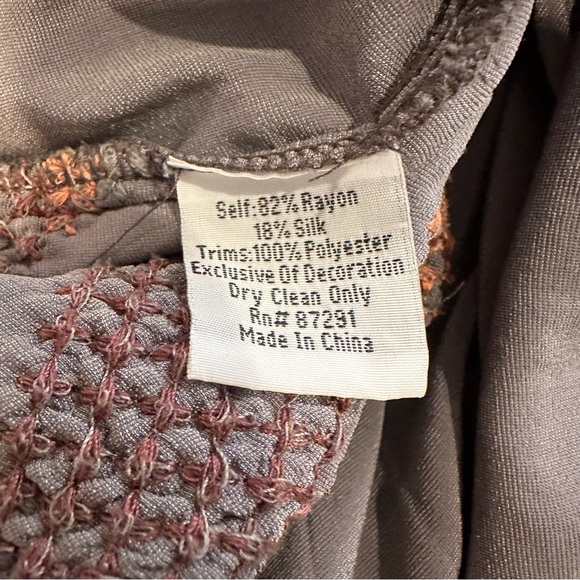 Self:82% Rayon
18% Silk
Trims:100% Polyester
Exclusive Of Decoration
Dry Clean Only
Rn# 87291
Made In China